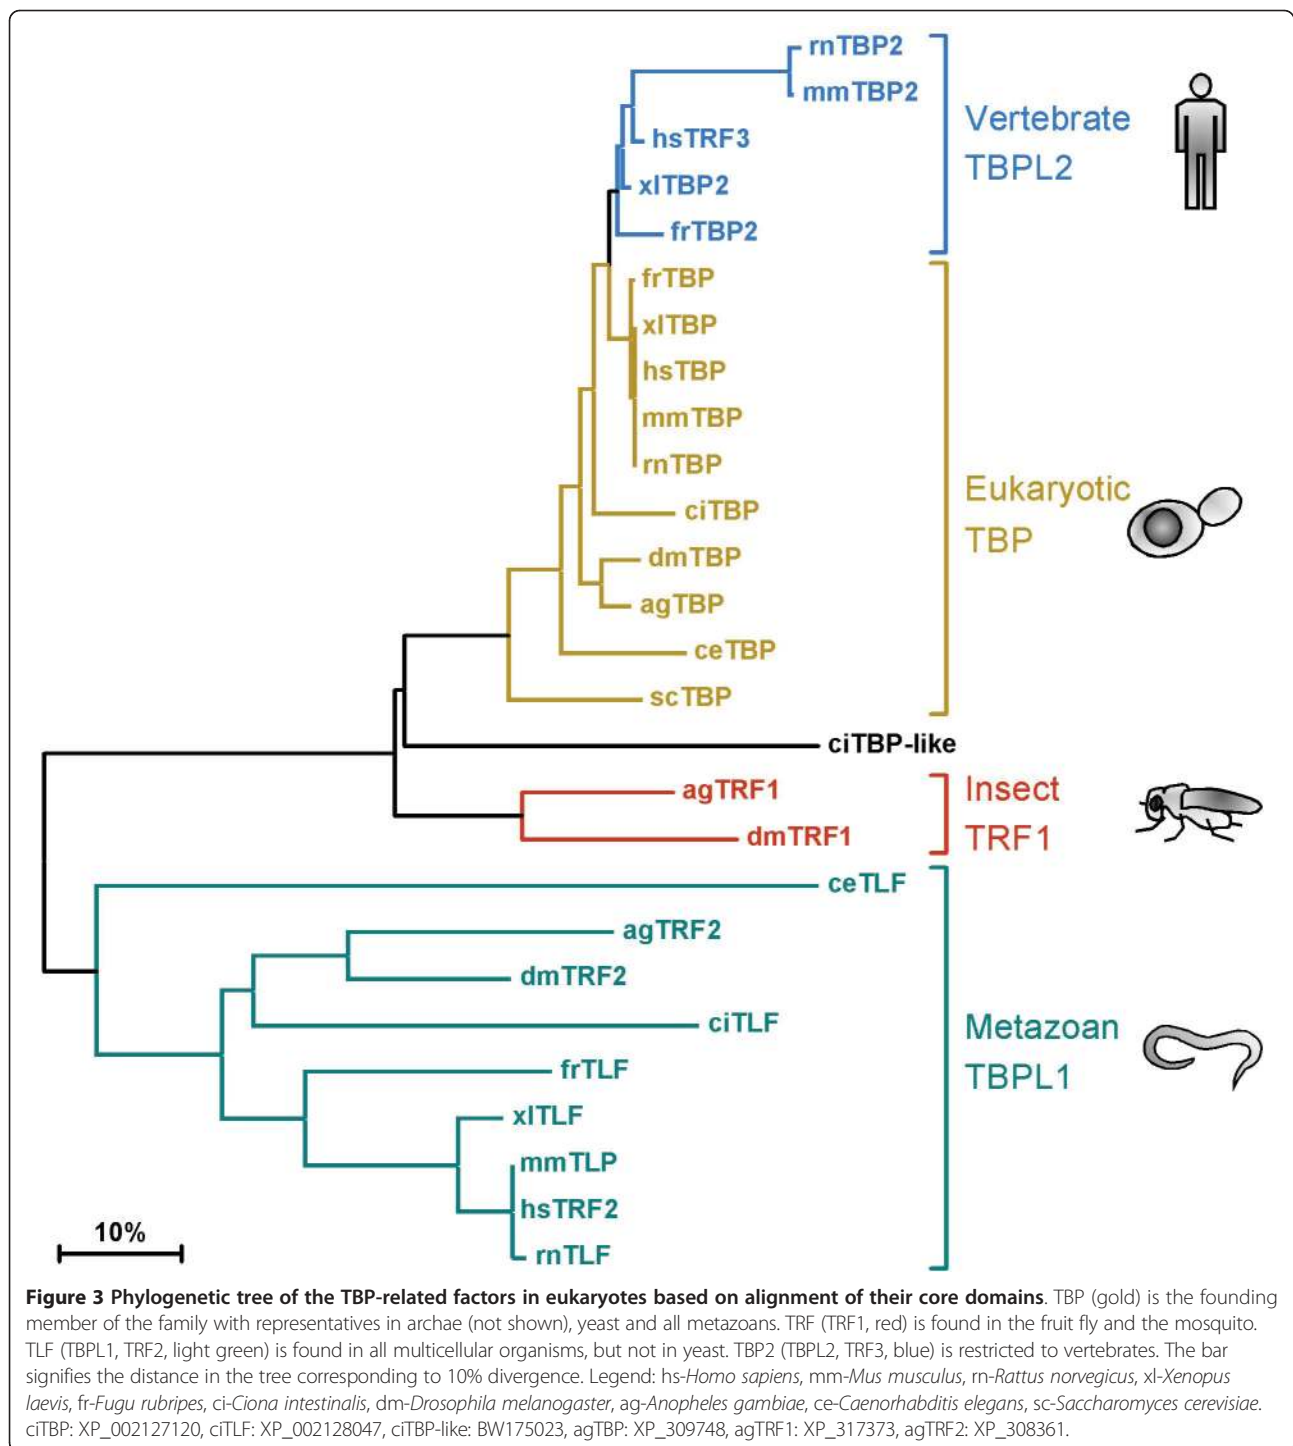 rnTBP2
mmTBP2
hsTRF3
xlTBP2
frTBP2
Vertebrate
TBPL2
frTBP
xlTBP
hsTBP
mmTBP
rnTBP
ciTBP
dmTBP
agTBP
ceTBP
scTBP
Eukaryotic
TBP
ciTBP-like
agTRF1
dmTRF1
Insect
TRF1
ceTLF
agTRF2
dmTRF2
ciTLF
frTLF
xlTLF
mmTLP
hsTRF2
rnTLF
Metazoan
TBPL1
10%
Figure 3 Phylogenetic tree of the TBP-related factors in eukaryotes based on alignment of their core domains. TBP (gold) is the founding
member of the family with representatives in archae (not shown), yeast and all metazoans. TRF (TRF1, red) is found in the fruit fly and the mosquito.
TLF (TBPL1, TRF2, light green) is found in all multicellular organisms, but not in yeast. TBP2 (TBPL2, TRF3, blue) is restricted to vertebrates. The bar
signifies the distance in the tree corresponding to 10% divergence. Legend: hs-Homo sapiens, mm-Mus musculus, rn-Rattus norvegicus, xl-Xenopus
laevis, fr-Fugu rubripes, ci-Ciona intestinalis, dm-Drosophila melanogaster, ag-Anopheles gambiae, ce-Caenorhabditis elegans, sc-Saccharomyces cerevisiae.
ciTBP: XP_002127120, ciTLF: XP_002128047, ciTBP-like: BW175023, agTBP: XP_309748, agTRF1: XP_317373, agTRF2: XP_308361.